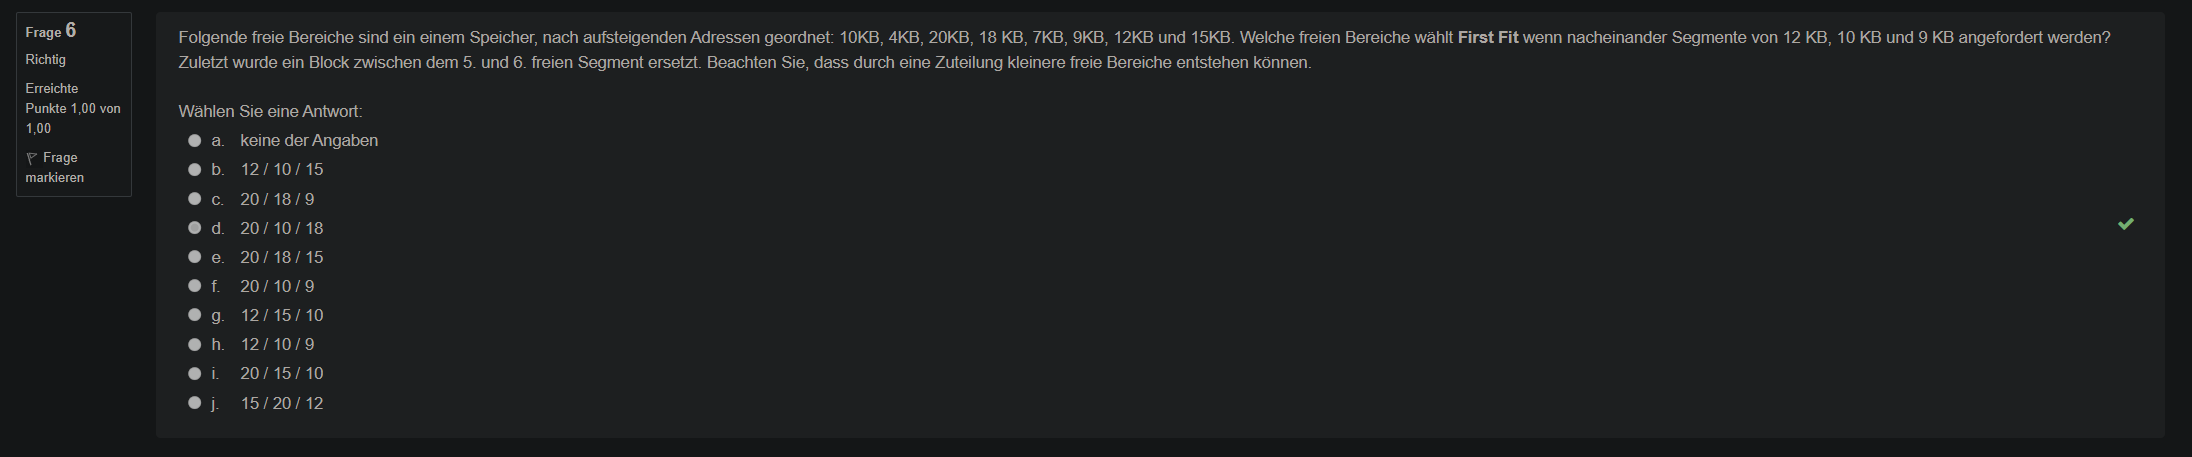 Frage 6
Richtig
Erreichte
Punkte 1,00 von
1,00
Frage
markieren
Folgende freie Bereiche sind ein einem Speicher, nach aufsteigenden Adressen geordnet: 10KB, 4KB, 20KB, 18 KB, 7KB, 9KB, 12KB und 15KB. Welche freien Bereiche wählt First Fit wenn nacheinander Segmente von 12 KB, 10 KB und 9 KB angefordert werden?
Zuletzt wurde ein Block zwischen dem 5. und 6. freien Segment ersetzt. Beachten Sie, dass durch eine Zuteilung kleinere freie Bereiche entstehen können.
Wählen Sie eine Antwort:
a. keine der Angaben
b. 12 / 10 / 15
c. 20 / 18 / 9
d. 20 / 10 / 18
e. 20 / 18 / 15
f. 20 / 10 / 9
g. 12 / 15 / 10
h. 12 / 10 / 9
i. 20 / 15 / 10
j. 15 / 20 / 12